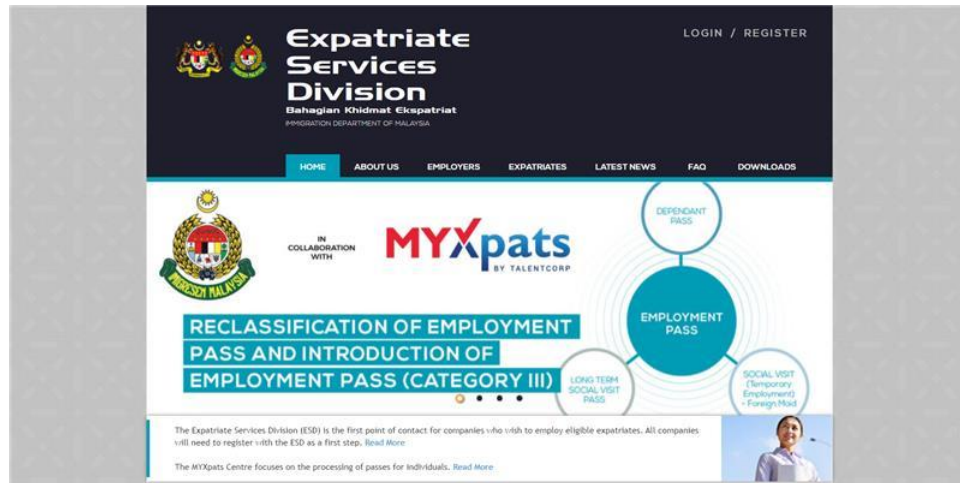 Expatriate
Services
Division
Bahagian Khidmat Ekspatriat
IMMIGRATION DEPARTMENT OF MALAYSIA
LOGIN / REGISTER
HOME ABOUT US EMPLOYERS EXPATRIATES LATEST NEWS FAQ DOWNLOADS
IMIGRESEN MALAYSIA
IN
COLLABORATION
WITH
MYXpats
BY TALENTCORP
DEPENDANT
PASS
EMPLOYMENT
PASS
LONG TERM
SOCIAL VISIT
PASS
SOCIAL VISIT
(Temporary
Employment)
- Foreign Maid
RECLASSIFICATION OF EMPLOYMENT
PASS AND INTRODUCTION OF
EMPLOYMENT PASS (CATEGORY III)
The Expatriate Services Division (ESD) is the first point of contact for companies who wish to employ eligible expatriates. All companies
will need to register with the ESD as a first step. Read More
The MYXpats Centre focuses on the processing of passes for individuals. Read More